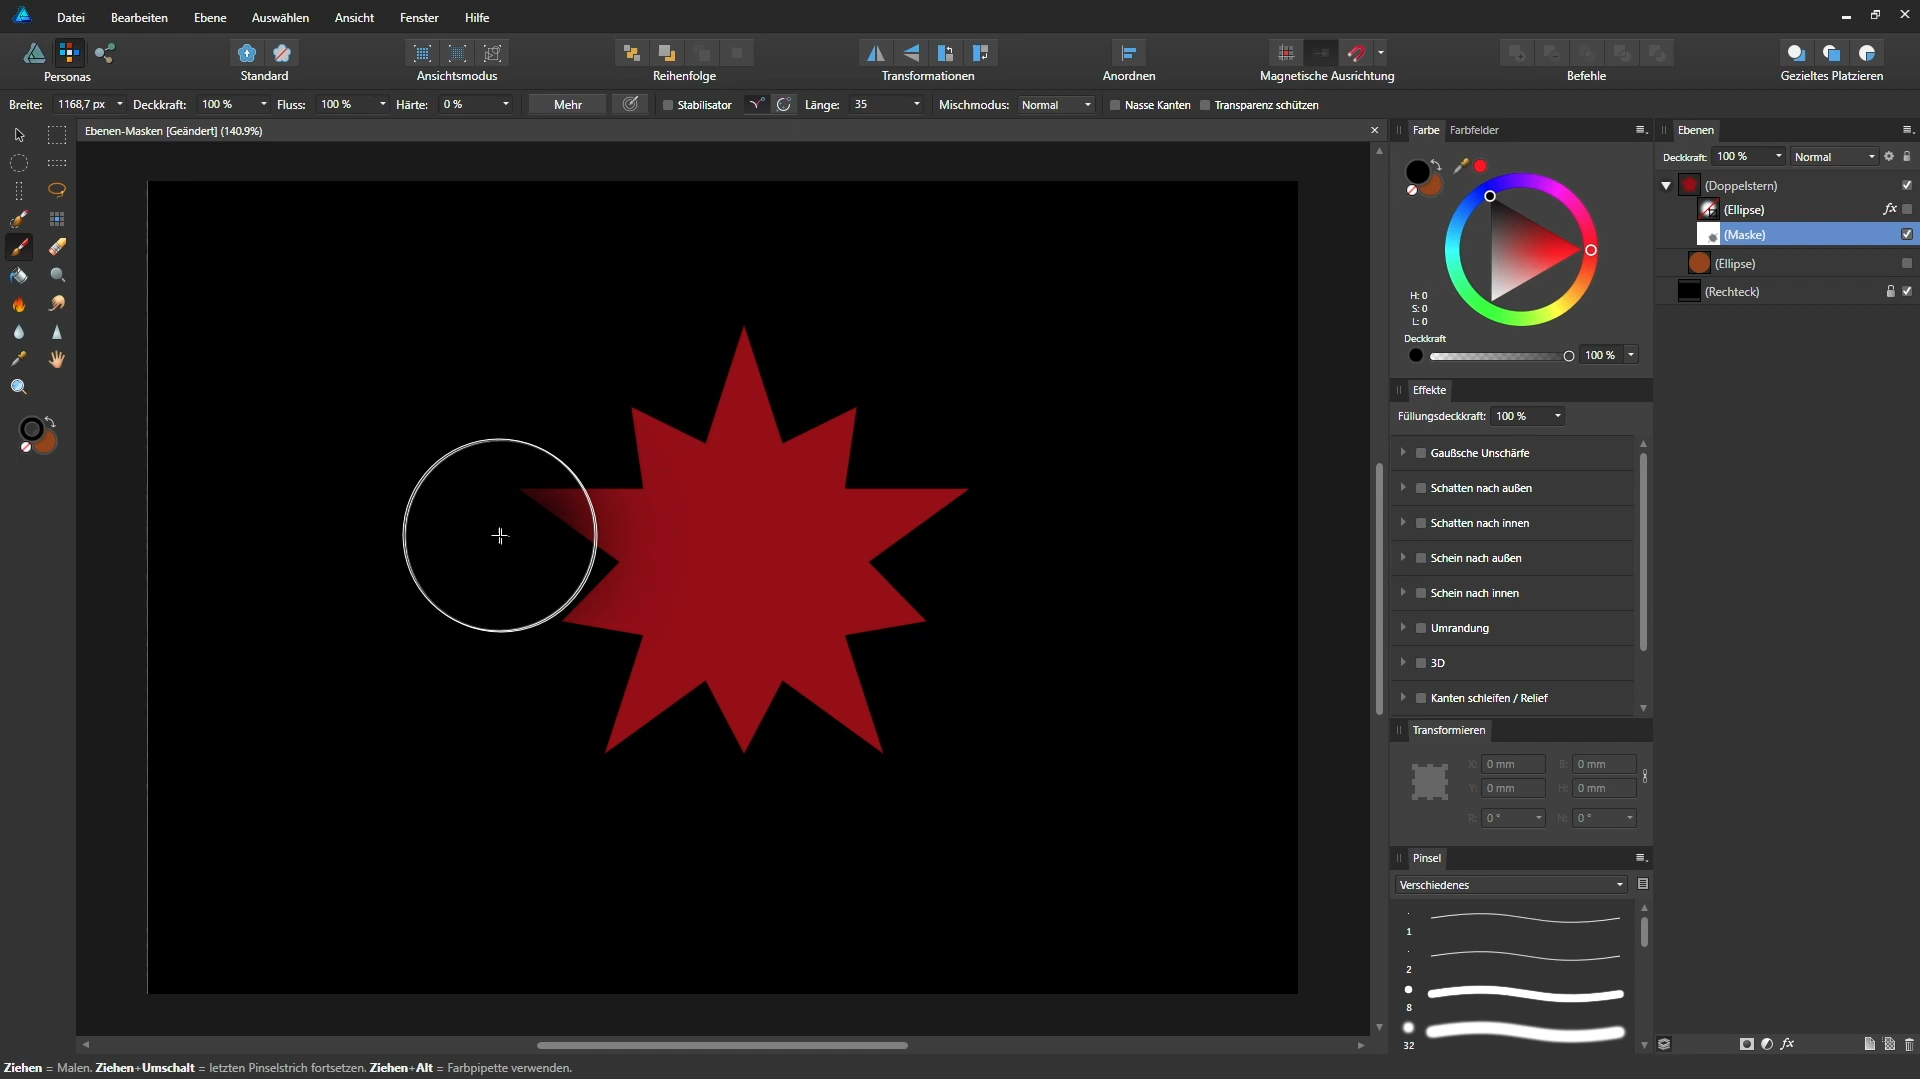 Datei Bearbeiten Ebene Auswählen Ansicht Fenster Hilfe
Personas Standard Ansichtsmodus Reihenfolge Transformationen Anordnen Magnetische Ausrichtung Befehle Gezieltes Platzieren
Breite: 1168,7 px Deckkraft: 100 % Fluss: 100 % Härte: 0 % Mehr Stabilisator Länge: 35 Mischmodus: Normal Nasse Kanten Transparenz schützen
Ebenen-Masken [Geändert] (140.9%)
Farbe Farbfelder
H: 0
S: 0
L: 0
Deckkraft
100 %
Effekte
Füllungsdeckkraft: 100 %
Gaußsche Unschärfe
Schatten nach außen
Schatten nach innen
Schein nach außen
Schein nach innen
Umrandung
3D
Kanten schleifen / Relief
Transformieren
X: 0 mm B: 0 mm
Y: 0 mm H: 0 mm
R: 0 ° N: 0 °
Pinsel
Verschiedenes
1
2
8
32
Ebenen
Deckkraft: 100 % Normal
(Doppelstern)
(Ellipse) fx
(Maske)
(Ellipse)
(Rechteck)
fx
Ziehen = Malen. Ziehen+Umschalt = letzten Pinselstrich fortsetzen. Ziehen+Alt = Farbpipette verwenden.